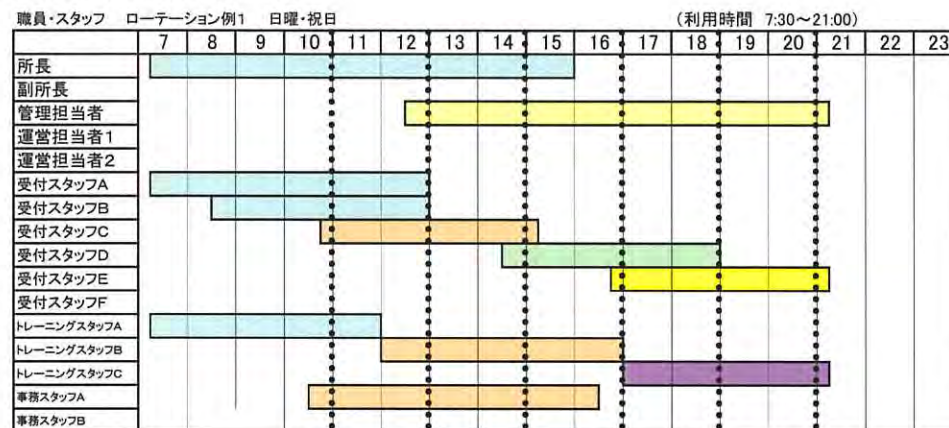 職員・スタッフ ローテーション例1 日曜・祝日 (利用時間 7:30～21:00)
7 8 9 10 11 12 13 14 15 16 17 18 19 20 21 22 23
所長
副所長
管理担当者
運営担当者1
運営担当者2
受付スタッフA
受付スタッフB
受付スタッフC
受付スタッフD
受付スタッフE
受付スタッフF
トレーニングスタッフA
トレーニングスタッフB
トレーニングスタッフC
事務スタッフA
事務スタッフB